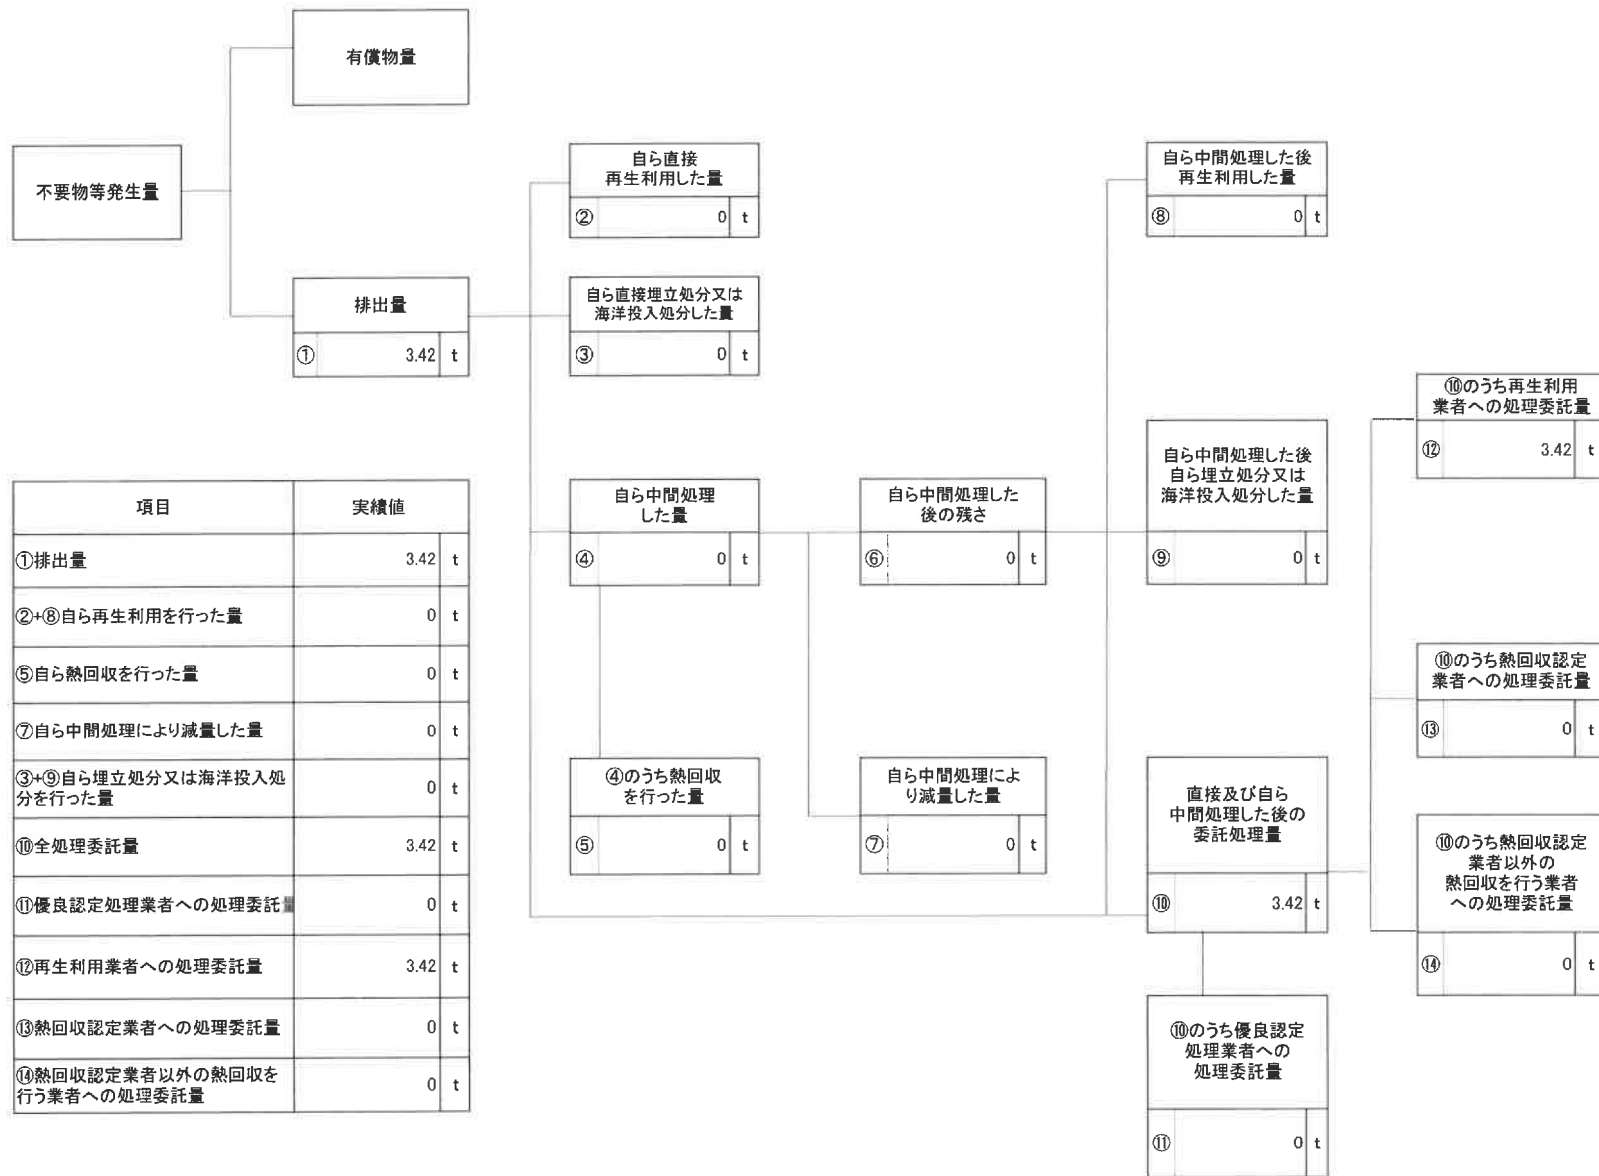 有償物量
不要物等発生量
排出量
① 3.42 t
自ら直接
再生利用した量
② 0 t
自ら直接埋立処分又は
海洋投入処分した量
③ 0 t
自ら中間処理
した量
④ 0 t
④のうち熱回収
を行った量
⑤ 0 t
自ら中間処理した
後の残さ
⑥ 0 t
自ら中間処理によ
り減量した量
⑦ 0 t
自ら中間処理した後
再生利用した量
⑧ 0 t
自ら中間処理した後
自ら埋立処分又は
海洋投入処分した量
⑨ 0 t
直接及び自ら
中間処理した後の
委託処理量
⑩ 3.42 t
⑩のうち優良認定
処理業者への
処理委託量
⑪ 0 t
⑩のうち再生利用
業者への処理委託量
⑫ 3.42 t
⑩のうち熱回収認定
業者への処理委託量
⑬ 0 t
⑩のうち熱回収認定
業者以外の
熱回収を行う業者
への処理委託量
⑭ 0 t
項目 実績値
①排出量 3.42 t
②+⑧自ら再生利用を行った量 0 t
⑤自ら熱回収を行った量 0 t
⑦自ら中間処理により減量した量 0 t
③+⑨自ら埋立処分又は海洋投入処
分を行った量 0 t
⑩全処理委託量 3.42 t
⑪優良認定処理業者への処理委託量 0 t
⑫再生利用業者への処理委託量 3.42 t
⑬熱回収認定業者への処理委託量 0 t
⑭熱回収認定業者以外の熱回収を
行う業者への処理委託量 0 t